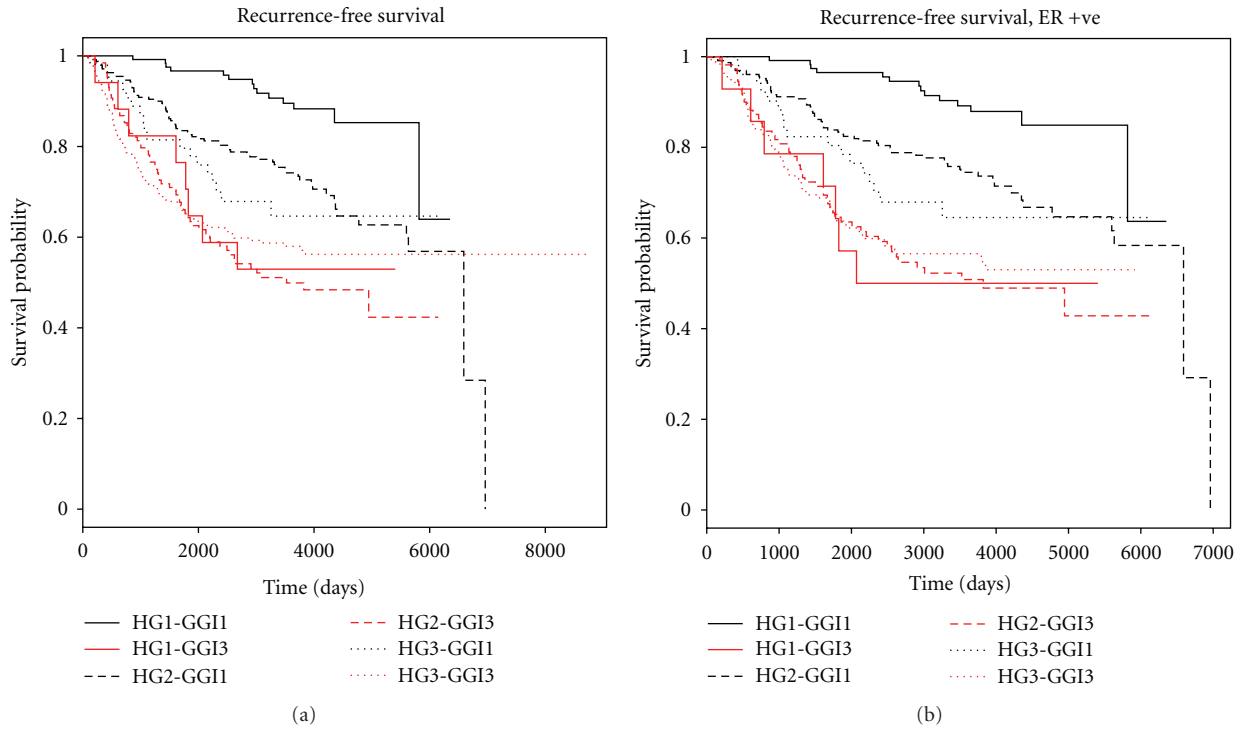 Recurrence-free survival
1
0.8
0.6
0.4
0.2
0
Survival probability
0 2000 4000 6000 8000
Time (days)
HG1-GGI1
HG1-GGI3
HG2-GGI1
HG2-GGI3
HG3-GGI1
HG3-GGI3
(a)
Recurrence-free survival, ER +ve
1
0.8
0.6
0.4
0.2
0
Survival probability
0 1000 2000 3000 4000 5000 6000 7000
Time (days)
HG1-GGI1
HG1-GGI3
HG2-GGI1
HG2-GGI3
HG3-GGI1
HG3-GGI3
(b)